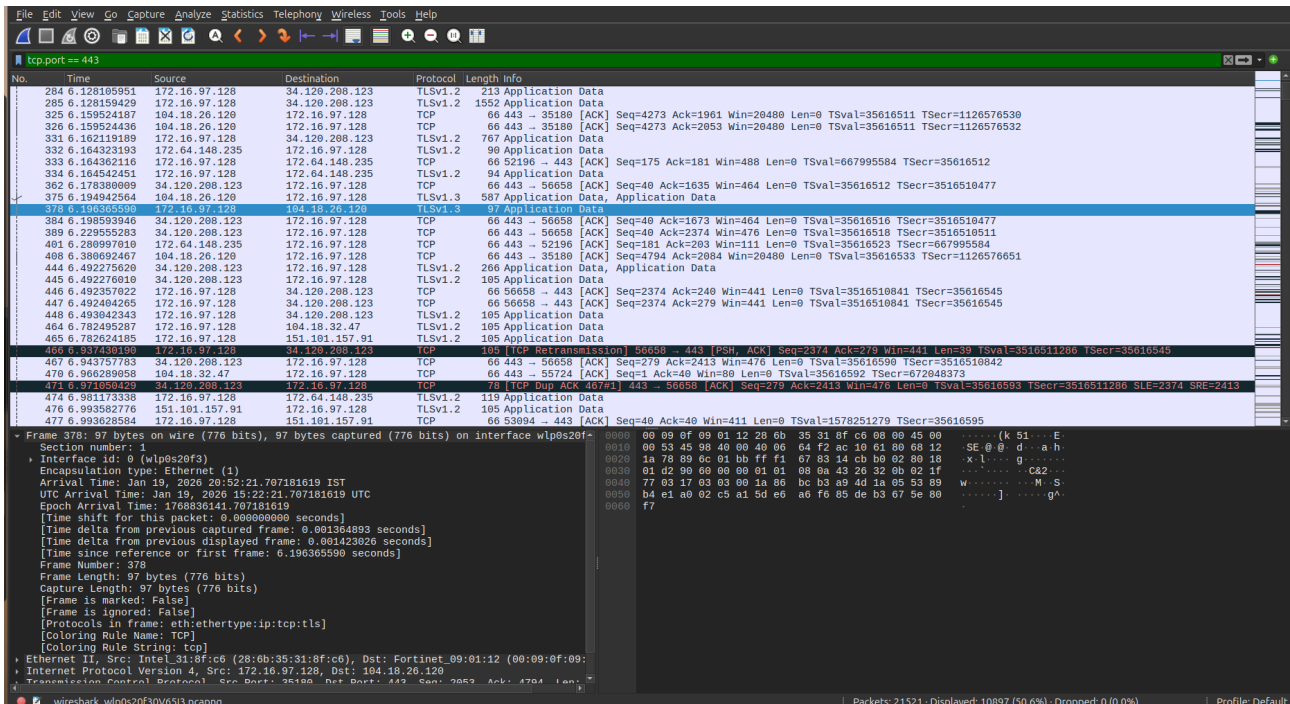 File Edit View Go Capture Analyze Statistics Telephony Wireless Tools Help
tcp.port == 443
No. Time Source Destination Protocol Length Info
284 6.128105951 172.16.97.128 34.120.208.123 TLSv1.2 213 Application Data
285 6.128159429 172.16.97.128 34.120.208.123 TLSv1.2 1552 Application Data
325 6.159524187 104.18.26.120 172.16.97.128 TCP 66 443 → 35180 [ACK] Seq=4273 Ack=1961 Win=20480 Len=0 TSval=35616511 TSecr=1126576530
326 6.159524436 104.18.26.120 172.16.97.128 TCP 66 443 → 35180 [ACK] Seq=4273 Ack=2053 Win=20480 Len=0 TSval=35616511 TSecr=1126576532
331 6.162119189 172.16.97.128 34.120.208.123 TLSv1.2 767 Application Data
332 6.164323193 172.16.97.128 172.64.148.235 TLSv1.2 90 Application Data
333 6.164362116 172.16.97.128 172.64.148.235 TCP 66 52196 → 443 [ACK] Seq=175 Ack=181 Win=488 Len=0 TSval=667995584 TSecr=35616512
334 6.164542451 172.16.97.128 172.64.148.235 TLSv1.2 94 Application Data
362 6.178380009 34.120.208.123 172.16.97.128 TCP 66 443 → 56658 [ACK] Seq=40 Ack=1635 Win=464 Len=0 TSval=35616512 TSecr=3516510477
375 6.194942564 104.18.26.120 172.16.97.128 TLSv1.3 587 Application Data, Application Data
378 6.196365590 172.16.97.128 104.18.26.120 TLSv1.3 97 Application Data
384 6.198593946 34.120.208.123 172.16.97.128 TCP 66 443 → 56658 [ACK] Seq=40 Ack=1673 Win=464 Len=0 TSval=35616516 TSecr=3516510477
389 6.229555283 34.120.208.123 172.16.97.128 TCP 66 443 → 56658 [ACK] Seq=40 Ack=2374 Win=476 Len=0 TSval=35616518 TSecr=3516510511
401 6.280997010 172.64.148.235 172.16.97.128 TCP 66 443 → 52196 [ACK] Seq=181 Ack=203 Win=111 Len=0 TSval=35616523 TSecr=667995584
408 6.380692467 104.18.26.120 172.16.97.128 TCP 66 443 → 35180 [ACK] Seq=4794 Ack=2084 Win=20480 Len=0 TSval=35616533 TSecr=1126576651
444 6.492275620 34.120.208.123 172.16.97.128 TLSv1.2 266 Application Data, Application Data
445 6.492276010 34.120.208.123 172.16.97.128 TLSv1.2 105 Application Data
446 6.492357022 172.16.97.128 34.120.208.123 TCP 66 56658 → 443 [ACK] Seq=2374 Ack=240 Win=441 Len=0 TSval=3516510841 TSecr=35616545
447 6.492404265 172.16.97.128 34.120.208.123 TCP 66 56658 → 443 [ACK] Seq=2374 Ack=279 Win=441 Len=0 TSval=3516510841 TSecr=35616545
448 6.493042343 172.16.97.128 34.120.208.123 TLSv1.2 105 Application Data
464 6.782495287 172.16.97.128 104.18.32.47 TLSv1.2 105 Application Data
465 6.782624185 172.16.97.128 151.101.157.91 TLSv1.2 105 Application Data
466 6.937430190 172.16.97.128 34.120.208.123 TCP 105 [TCP Retransmission] 56658 → 443 [PSH, ACK] Seq=2374 Ack=279 Win=441 Len=39 TSval=3516511286 TSecr=35616545
467 6.943757783 34.120.208.123 172.16.97.128 TCP 66 443 → 56658 [ACK] Seq=279 Ack=2413 Win=476 Len=0 TSval=35616590 TSecr=3516510842
470 6.966289058 104.18.32.47 172.16.97.128 TCP 66 443 → 55724 [ACK] Seq=1 Ack=40 Win=80 Len=0 TSval=35616592 TSecr=672048373
471 6.971050429 34.120.208.123 172.16.97.128 TCP 78 [TCP Dup ACK 467#1] 443 → 56658 [ACK] Seq=279 Ack=2413 Win=476 Len=0 TSval=35616593 TSecr=3516511286 SLE=2374 SRE=2413
474 6.981173338 172.16.97.128 172.64.148.235 TLSv1.2 119 Application Data
476 6.993582776 151.101.157.91 172.16.97.128 TLSv1.2 105 Application Data
477 6.993628584 172.16.97.128 151.101.157.91 TCP 66 53094 → 443 [ACK] Seq=40 Ack=40 Win=411 Len=0 TSval=1578251279 TSecr=35616595
Frame 378: 97 bytes on wire (776 bits), 97 bytes captured (776 bits) on interface wlp0s20f
Section number: 1
Interface id: 0 (wlp0s20f3)
Encapsulation type: Ethernet (1)
Arrival Time: Jan 19, 2026 20:52:21.707181619 IST
UTC Arrival Time: Jan 19, 2026 15:22:21.707181619 UTC
Epoch Arrival Time: 1768836141.707181619
[Time shift for this packet: 0.000000000 seconds]
[Time delta from previous captured frame: 0.001364893 seconds]
[Time delta from previous displayed frame: 0.001423026 seconds]
[Time since reference or first frame: 6.196365590 seconds]
Frame Number: 378
Frame Length: 97 bytes (776 bits)
Capture Length: 97 bytes (776 bits)
[Frame is marked: False]
[Frame is ignored: False]
[Protocols in frame: eth:ethertype:ip:tcp:tls]
[Coloring Rule Name: TCP]
[Coloring Rule String: tcp]
Ethernet II, Src: Intel_31:8f:c6 (28:6b:35:31:8f:c6), Dst: Fortinet_09:01:12 (00:09:0f:09:
Internet Protocol Version 4, Src: 172.16.97.128, Dst: 104.18.26.120
Transmission Control Protocol, Src Port: 35180, Dst Port: 443, Seq: 2053, Ack: 4794, Len:
0000 00 09 0f 09 01 12 28 6b 35 31 8f c6 08 00 45 00 ······(k 51····E·
0010 00 53 45 98 40 00 40 06 64 f2 ac 10 61 80 68 12 ·SE·@·@· d···a·h·
0020 1a 78 89 6c 01 bb ff f1 67 83 14 cb b0 02 80 18 ·x·l···· g·······
0030 01 d2 90 60 00 00 01 01 08 0a 43 26 32 0b 02 1f ···`···· ··C&2···
0040 77 03 17 03 03 00 1a 86 bc b3 a9 4d 1a 05 53 89 w······· ···M··S·
0050 b4 e1 a0 02 c5 a1 5d e6 a6 f6 85 de b3 67 5e 80 ······]· ·····g^·
0060 f7 ·
wireshark_wlp0s20f30V65I3.pcapng Packets: 21521 · Displayed: 10897 (50.6%) · Dropped: 0 (0.0%) Profile: Default